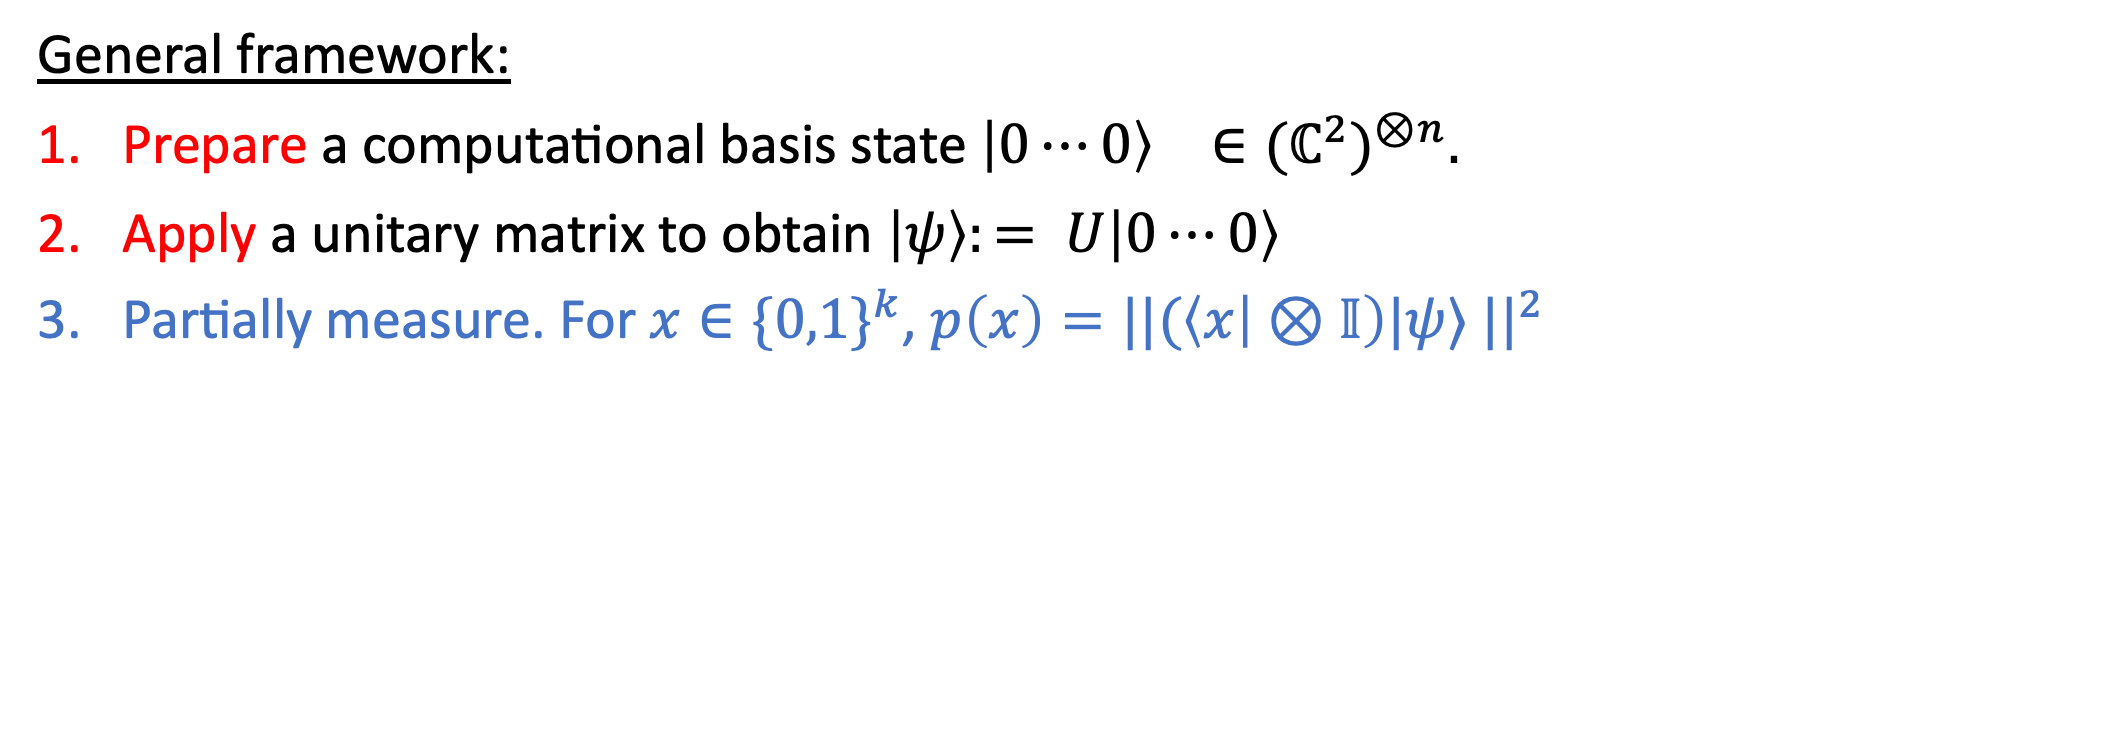 General framework:
1. Prepare a computational basis state |0 ⋯ 0⟩ ∈ (ℂ²)^⊗n.
2. Apply a unitary matrix to obtain |ψ⟩: = U|0 ⋯ 0⟩
3. Partially measure. For x ∈ {0,1}^k, p(x) = ||(⟨x| ⊗ 𝕀)|ψ⟩ ||²